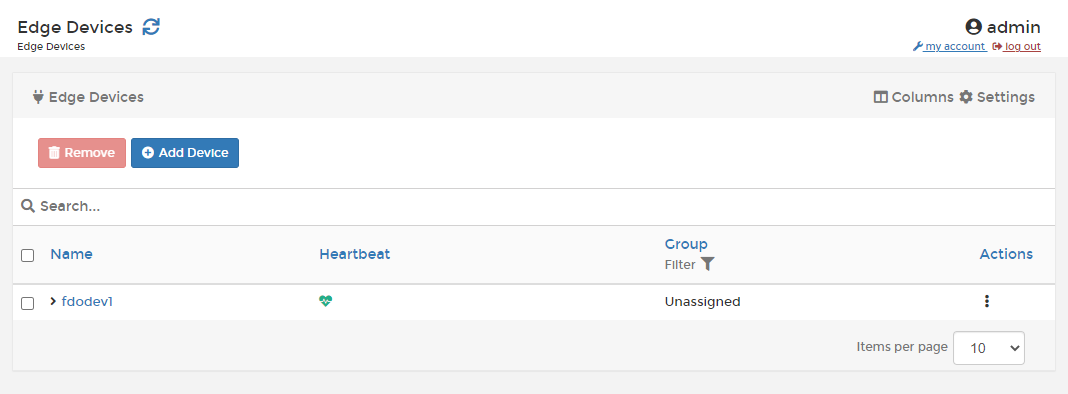 Edge Devices
Edge Devices
admin
my account log out
Edge Devices
Columns Settings
Remove Add Device
Search...
Name Heartbeat Group Filter Actions
fdodev1 Unassigned
Items per page 10